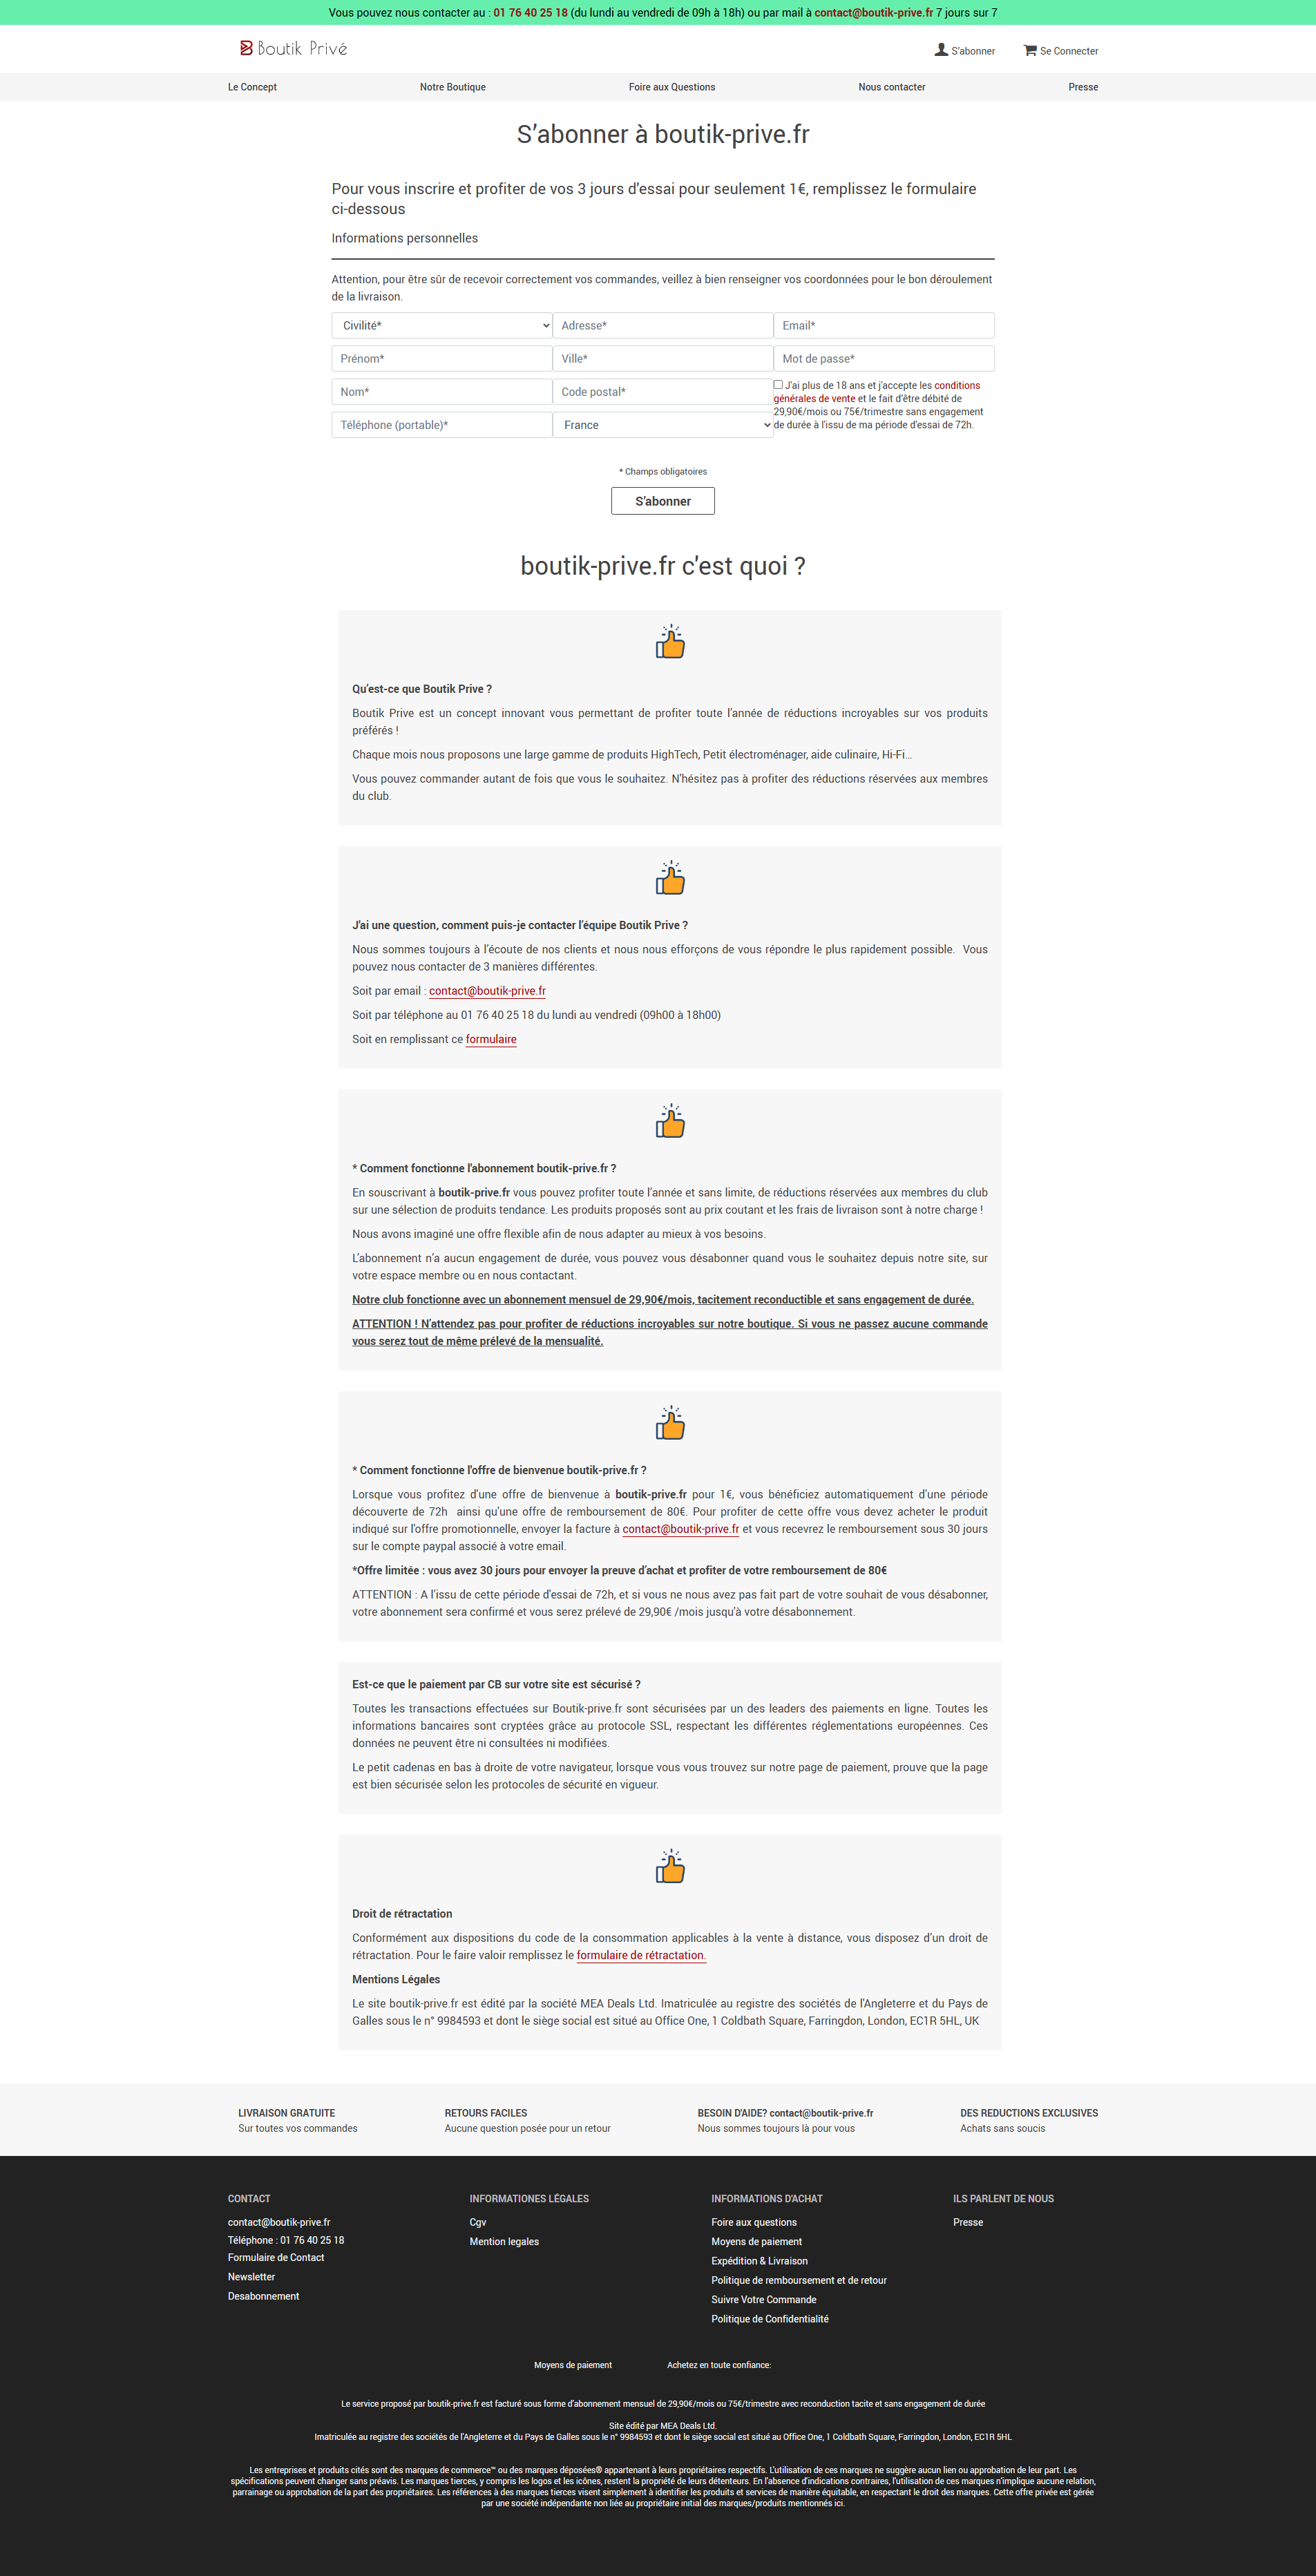 Vous pouvez nous contacter au : 01 76 40 25 18 (du lundi au vendredi de 09h à 18h) ou par mail à contact@boutik-prive.fr 7 jours sur 7
Boutik Privé
S'abonner
Se Connecter
Le Concept
Notre Boutique
Foire aux Questions
Nous contacter
Presse
S'abonner à boutik-prive.fr
Pour vous inscrire et profiter de vos 3 jours d'essai pour seulement 1€, remplissez le formulaire
ci-dessous
Informations personnelles
Attention, pour être sûr de recevoir correctement vos commandes, veillez à bien renseigner vos coordonnées pour le bon déroulement
de la livraison.
Civilité*
Adresse*
Email*
Prénom*
Ville*
Mot de passe*
Nom*
Code postal*
J'ai plus de 18 ans et j'accepte les conditions
générales de vente et le fait d'être débité de
29,90€/mois ou 75€/trimestre sans engagement
de durée à l'issu de ma période d'essai de 72h.
Téléphone (portable)*
France
* Champs obligatoires
S'abonner
boutik-prive.fr c'est quoi ?
Qu'est-ce que Boutik Prive ?
Boutik Prive est un concept innovant vous permettant de profiter toute l'année de réductions incroyables sur vos produits
préférés !
Chaque mois nous proposons une large gamme de produits HighTech, Petit électroménager, aide culinaire, Hi-Fi…
Vous pouvez commander autant de fois que vous le souhaitez. N'hésitez pas à profiter des réductions réservées aux membres
du club.
J'ai une question, comment puis-je contacter l'équipe Boutik Prive ?
Nous sommes toujours à l'écoute de nos clients et nous nous efforçons de vous répondre le plus rapidement possible. Vous
pouvez nous contacter de 3 manières différentes.
Soit par email : contact@boutik-prive.fr
Soit par téléphone au 01 76 40 25 18 du lundi au vendredi (09h00 à 18h00)
Soit en remplissant ce formulaire
* Comment fonctionne l'abonnement boutik-prive.fr ?
En souscrivant à boutik-prive.fr vous pouvez profiter toute l'année et sans limite, de réductions réservées aux membres du club
sur une sélection de produits tendance. Les produits proposés sont au prix coutant et les frais de livraison sont à notre charge !
Nous avons imaginé une offre flexible afin de nous adapter au mieux à vos besoins.
L'abonnement n'a aucun engagement de durée, vous pouvez vous désabonner quand vous le souhaitez depuis notre site, sur
votre espace membre ou en nous contactant.
Notre club fonctionne avec un abonnement mensuel de 29,90€/mois, tacitement reconductible et sans engagement de durée.
ATTENTION ! N'attendez pas pour profiter de réductions incroyables sur notre boutique. Si vous ne passez aucune commande
vous serez tout de même prélevé de la mensualité.
* Comment fonctionne l'offre de bienvenue boutik-prive.fr ?
Lorsque vous profitez d'une offre de bienvenue à boutik-prive.fr pour 1€, vous bénéficiez automatiquement d'une période
découverte de 72h ainsi qu'une offre de remboursement de 80€. Pour profiter de cette offre vous devez acheter le produit
indiqué sur l'offre promotionnelle, envoyer la facture à contact@boutik-prive.fr et vous recevrez le remboursement sous 30 jours
sur le compte paypal associé à votre email.
*Offre limitée : vous avez 30 jours pour envoyer la preuve d'achat et profiter de votre remboursement de 80€
ATTENTION : A l'issu de cette période d'essai de 72h, et si vous ne nous avez pas fait part de votre souhait de vous désabonner,
votre abonnement sera confirmé et vous serez prélevé de 29,90€ /mois jusqu'à votre désabonnement.
Est-ce que le paiement par CB sur votre site est sécurisé ?
Toutes les transactions effectuées sur Boutik-prive.fr sont sécurisées par un des leaders des paiements en ligne. Toutes les
informations bancaires sont cryptées grâce au protocole SSL, respectant les différentes réglementations européennes. Ces
données ne peuvent être ni consultées ni modifiées.
Le petit cadenas en bas à droite de votre navigateur, lorsque vous vous trouvez sur notre page de paiement, prouve que la page
est bien sécurisée selon les protocoles de sécurité en vigueur.
Droit de rétractation
Conformément aux dispositions du code de la consommation applicables à la vente à distance, vous disposez d'un droit de
rétractation. Pour le faire valoir remplissez le formulaire de rétractation.
Mentions Légales
Le site boutik-prive.fr est édité par la société MEA Deals Ltd. Imatriculée au registre des sociétés de l'Angleterre et du Pays de
Galles sous le n° 9984593 et dont le siège social est situé au Office One, 1 Coldbath Square, Farringdon, London, EC1R 5HL, UK
LIVRAISON GRATUITE
Sur toutes vos commandes
RETOURS FACILES
Aucune question posée pour un retour
BESOIN D'AIDE? contact@boutik-prive.fr
Nous sommes toujours là pour vous
DES REDUCTIONS EXCLUSIVES
Achats sans soucis
CONTACT
contact@boutik-prive.fr
Téléphone : 01 76 40 25 18
Formulaire de Contact
Newsletter
Desabonnement
INFORMATIONES LÉGALES
Cgv
Mention legales
INFORMATIONS D'ACHAT
Foire aux questions
Moyens de paiement
Expédition & Livraison
Politique de remboursement et de retour
Suivre Votre Commande
Politique de Confidentialité
ILS PARLENT DE NOUS
Presse
Moyens de paiement
Achetez en toute confiance:
Le service proposé par boutik-prive.fr est facturé sous forme d'abonnement mensuel de 29,90€/mois ou 75€/trimestre avec reconduction tacite et sans engagement de durée
Site édité par MEA Deals Ltd.
Imatriculée au registre des sociétés de l'Angleterre et du Pays de Galles sous le n° 9984593 et dont le siège social est situé au Office One, 1 Coldbath Square, Farringdon, London, EC1R 5HL
Les entreprises et produits cités sont des marques de commerce™ ou des marques déposées® appartenant à leurs propriétaires respectifs. L'utilisation de ces marques ne suggère aucun lien ou approbation de leur part. Les
spécifications peuvent changer sans préavis. Les marques tierces, y compris les logos et les icônes, restent la propriété de leurs détenteurs. En l'absence d'indications contraires, l'utilisation de ces marques n'implique aucune relation,
parrainage ou approbation de la part des propriétaires. Les références à des marques tierces visent simplement à identifier les produits et services de manière équitable, en respectant le droit des marques. Cette offre privée est gérée
par une société indépendante non liée au propriétaire initial des marques/produits mentionnés ici.